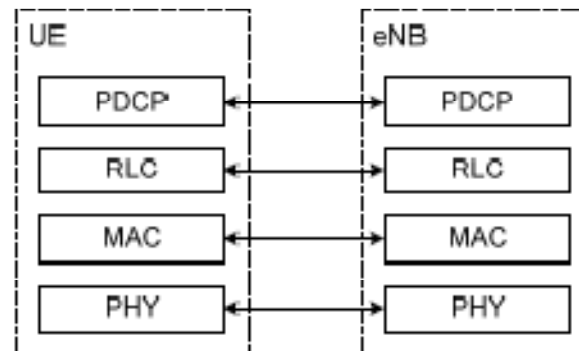 UE eNB
PDCP PDCP
RLC RLC
MAC MAC
PHY PHY